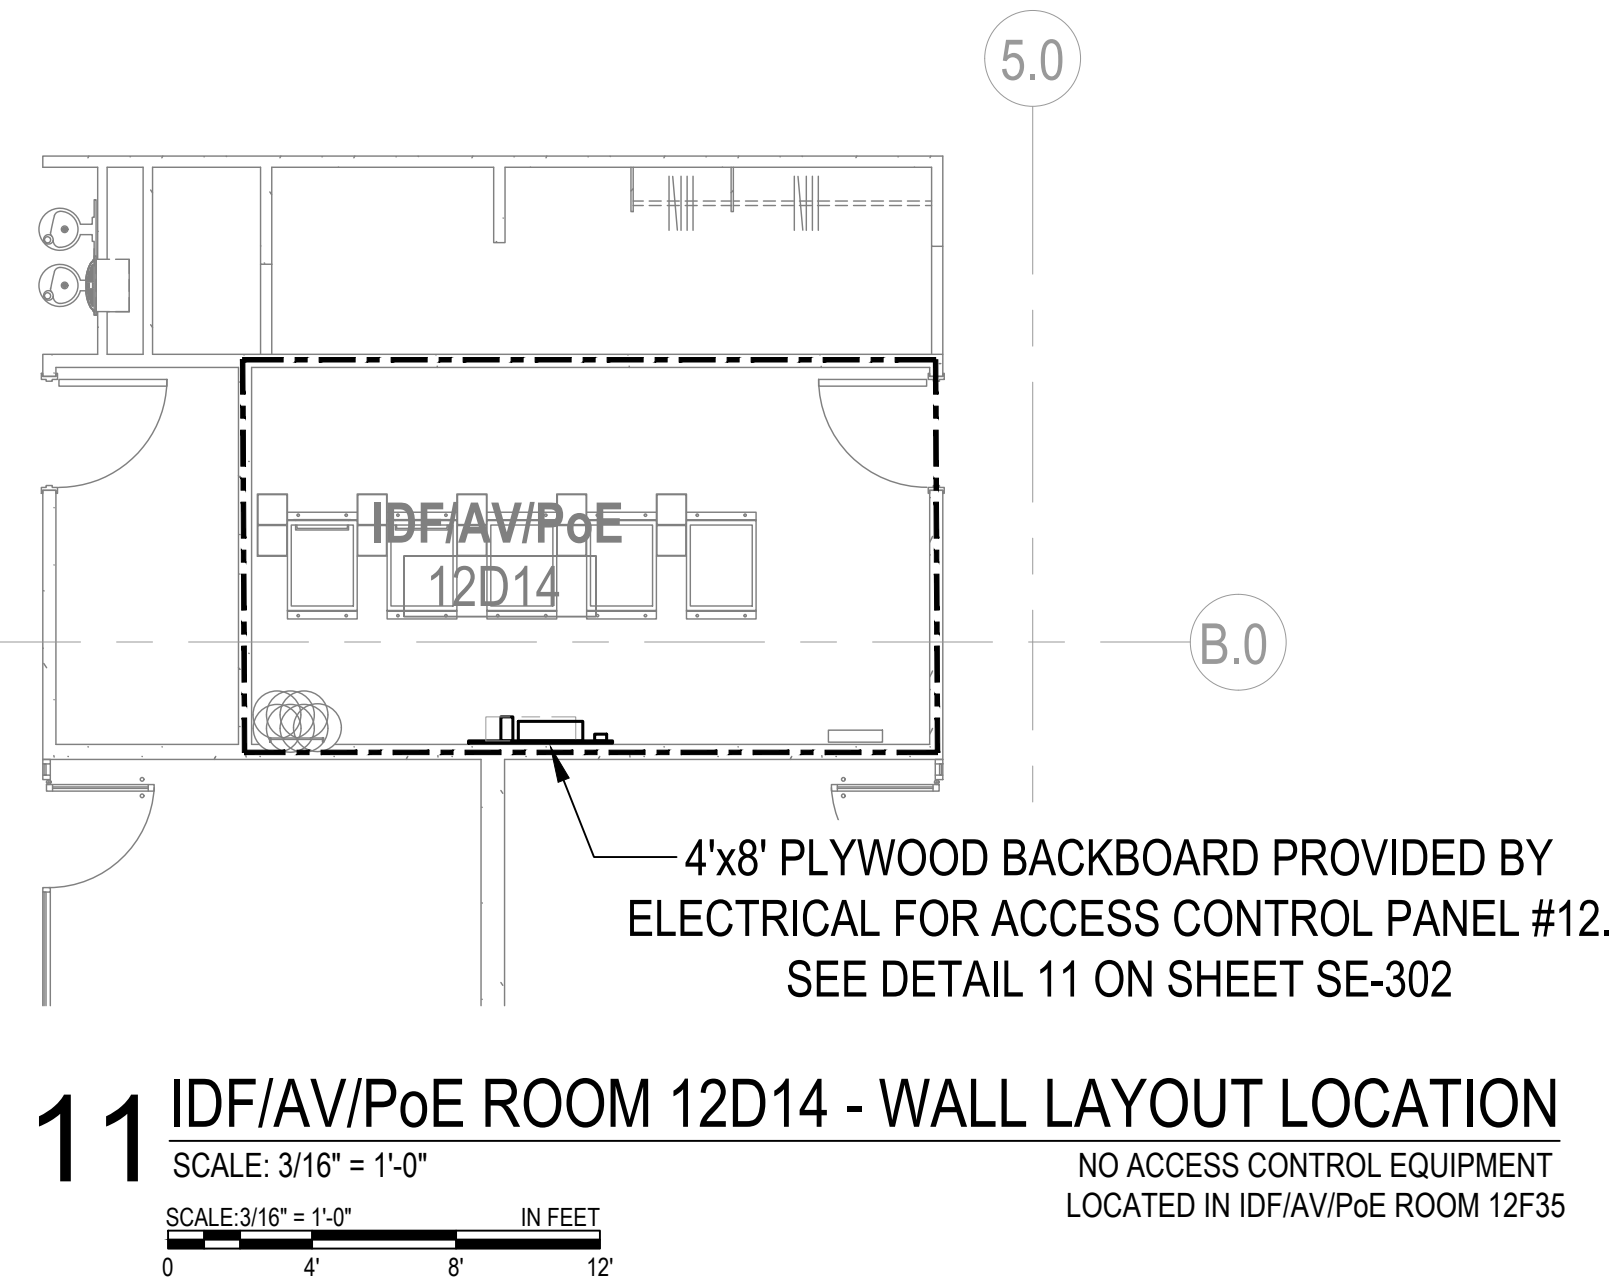 5.0
IDF/AV/PoE
12D14
B.0
4'x8' PLYWOOD BACKBOARD PROVIDED BY
ELECTRICAL FOR ACCESS CONTROL PANEL #12.
SEE DETAIL 11 ON SHEET SE-302
11 IDF/AV/PoE ROOM 12D14 - WALL LAYOUT LOCATION
SCALE: 3/16" = 1'-0"
NO ACCESS CONTROL EQUIPMENT
LOCATED IN IDF/AV/PoE ROOM 12F35
SCALE:3/16" = 1'-0" IN FEET
0 4' 8' 12'